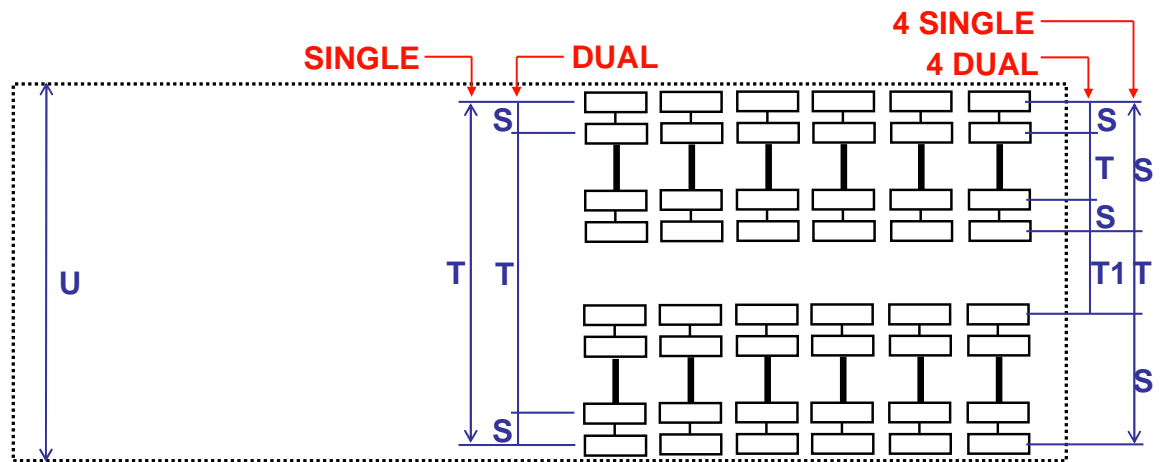 4 SINGLE
SINGLE DUAL 4 DUAL
S S
T S
S
U T T T1 T
S
S